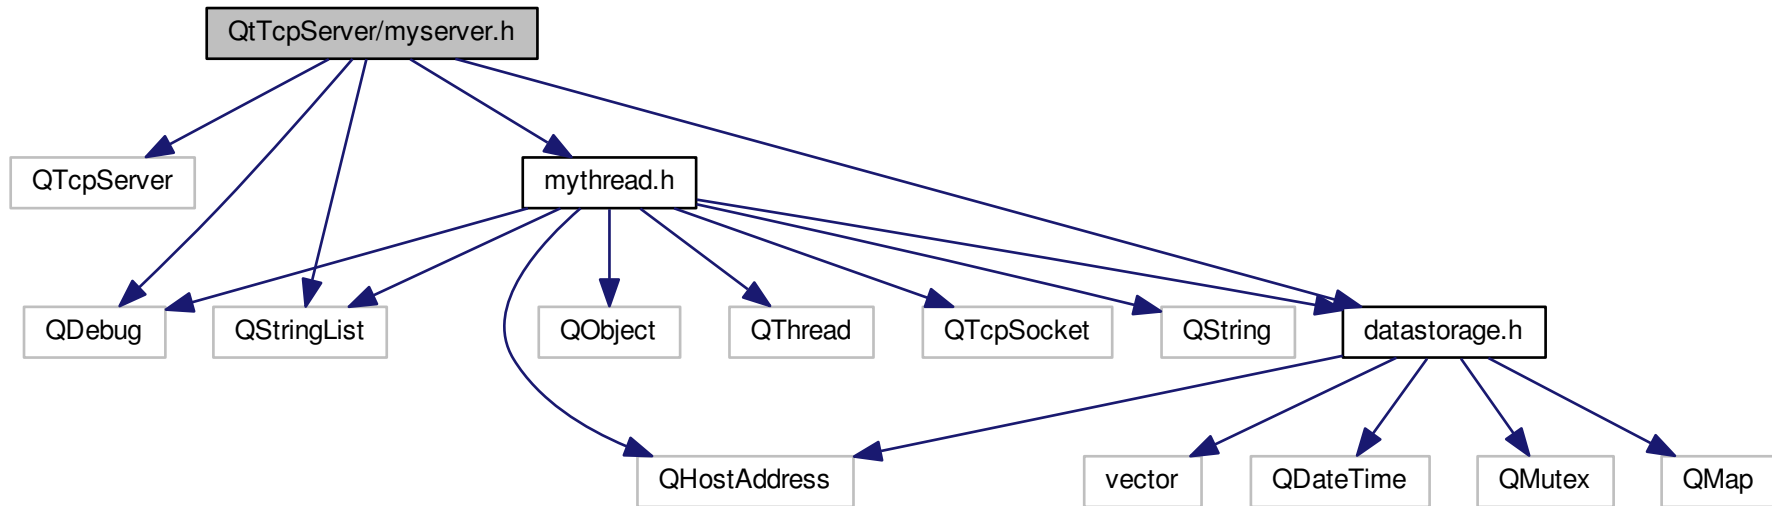 QtTcpServer/myserver.h
QTcpServer
mythread.h
QDebug
QStringList
QObject
QThread
QTcpSocket
QString
datastorage.h
QHostAddress
vector
QDateTime
QMutex
QMap